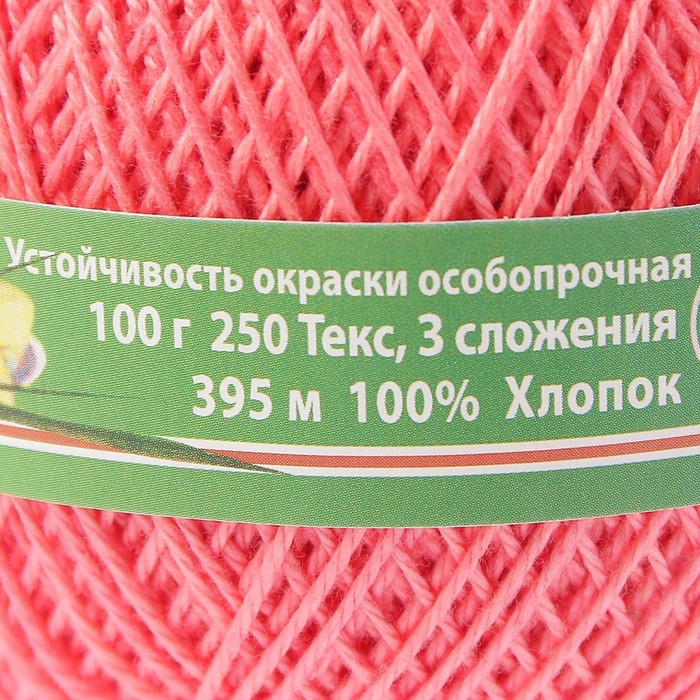 Устойчивость окраски особопрочная
100 г 250 Текс, 3 сложения
395 м 100% Хлопок